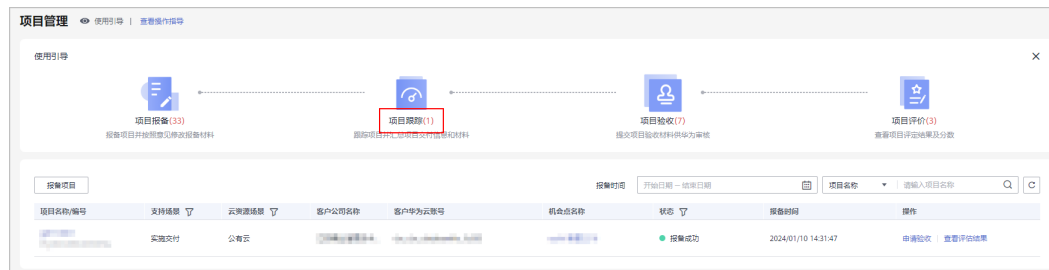 项目管理 使用引导 | 查看操作指导
使用引导
项目报备(33) 项目跟踪(1) 项目验收(7) 项目评价(3)
报备项目并按照意见修改报备材料 跟踪项目并汇总项目交付信息和材料 提交项目验收材料供华为审核 查看项目评定结果及分数
报备项目 报备时间 开始日期 – 结束日期 项目名称 请输入项目名称
项目名称/编号 支持场景 云资源场景 客户公司名称 客户华为云账号 机会点名称 状态 报备时间 操作
实施交付 公有云 报备成功 2024/01/10 14:31:47 申请验收 查看评估结果